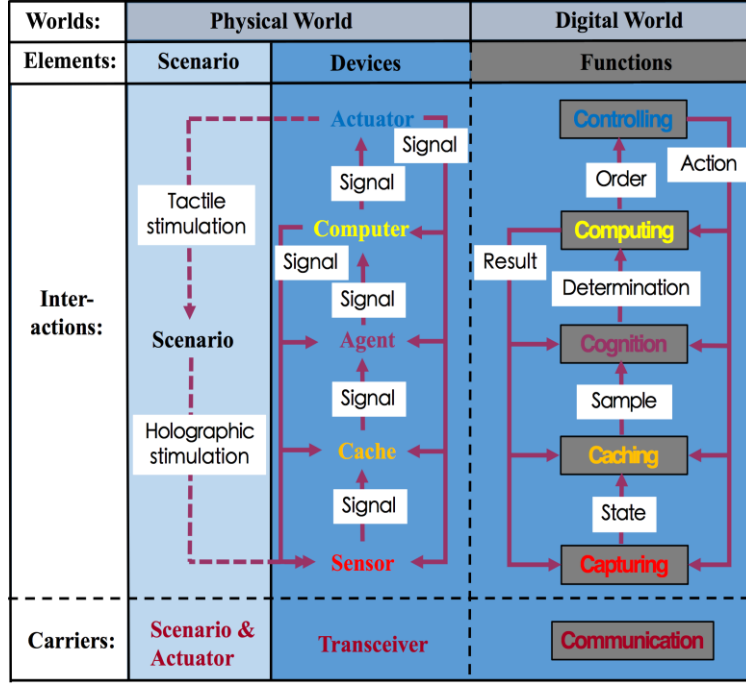 Worlds: Physical World Digital World
Elements: Scenario Devices Functions
Inter-
actions:
Tactile
stimulation
Scenario
Holographic
stimulation
Actuator
Signal
Signal
Computer
Signal
Signal
Agent
Signal
Cache
Signal
Sensor
Controlling
Action
Order
Computing
Result
Determination
Cognition
Sample
Caching
State
Capturing
Carriers:
Scenario &
Actuator
Transceiver
Communication